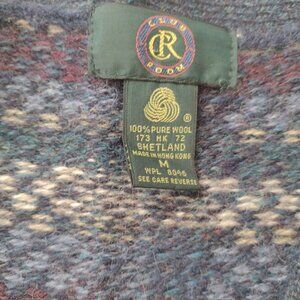 CLUB
CR
ROOM
®
100% PURE WOOL
173 HK 72
SHETLAND
MADE IN HONG KONG
M
WPL 8046
SEE CARE REVERSE